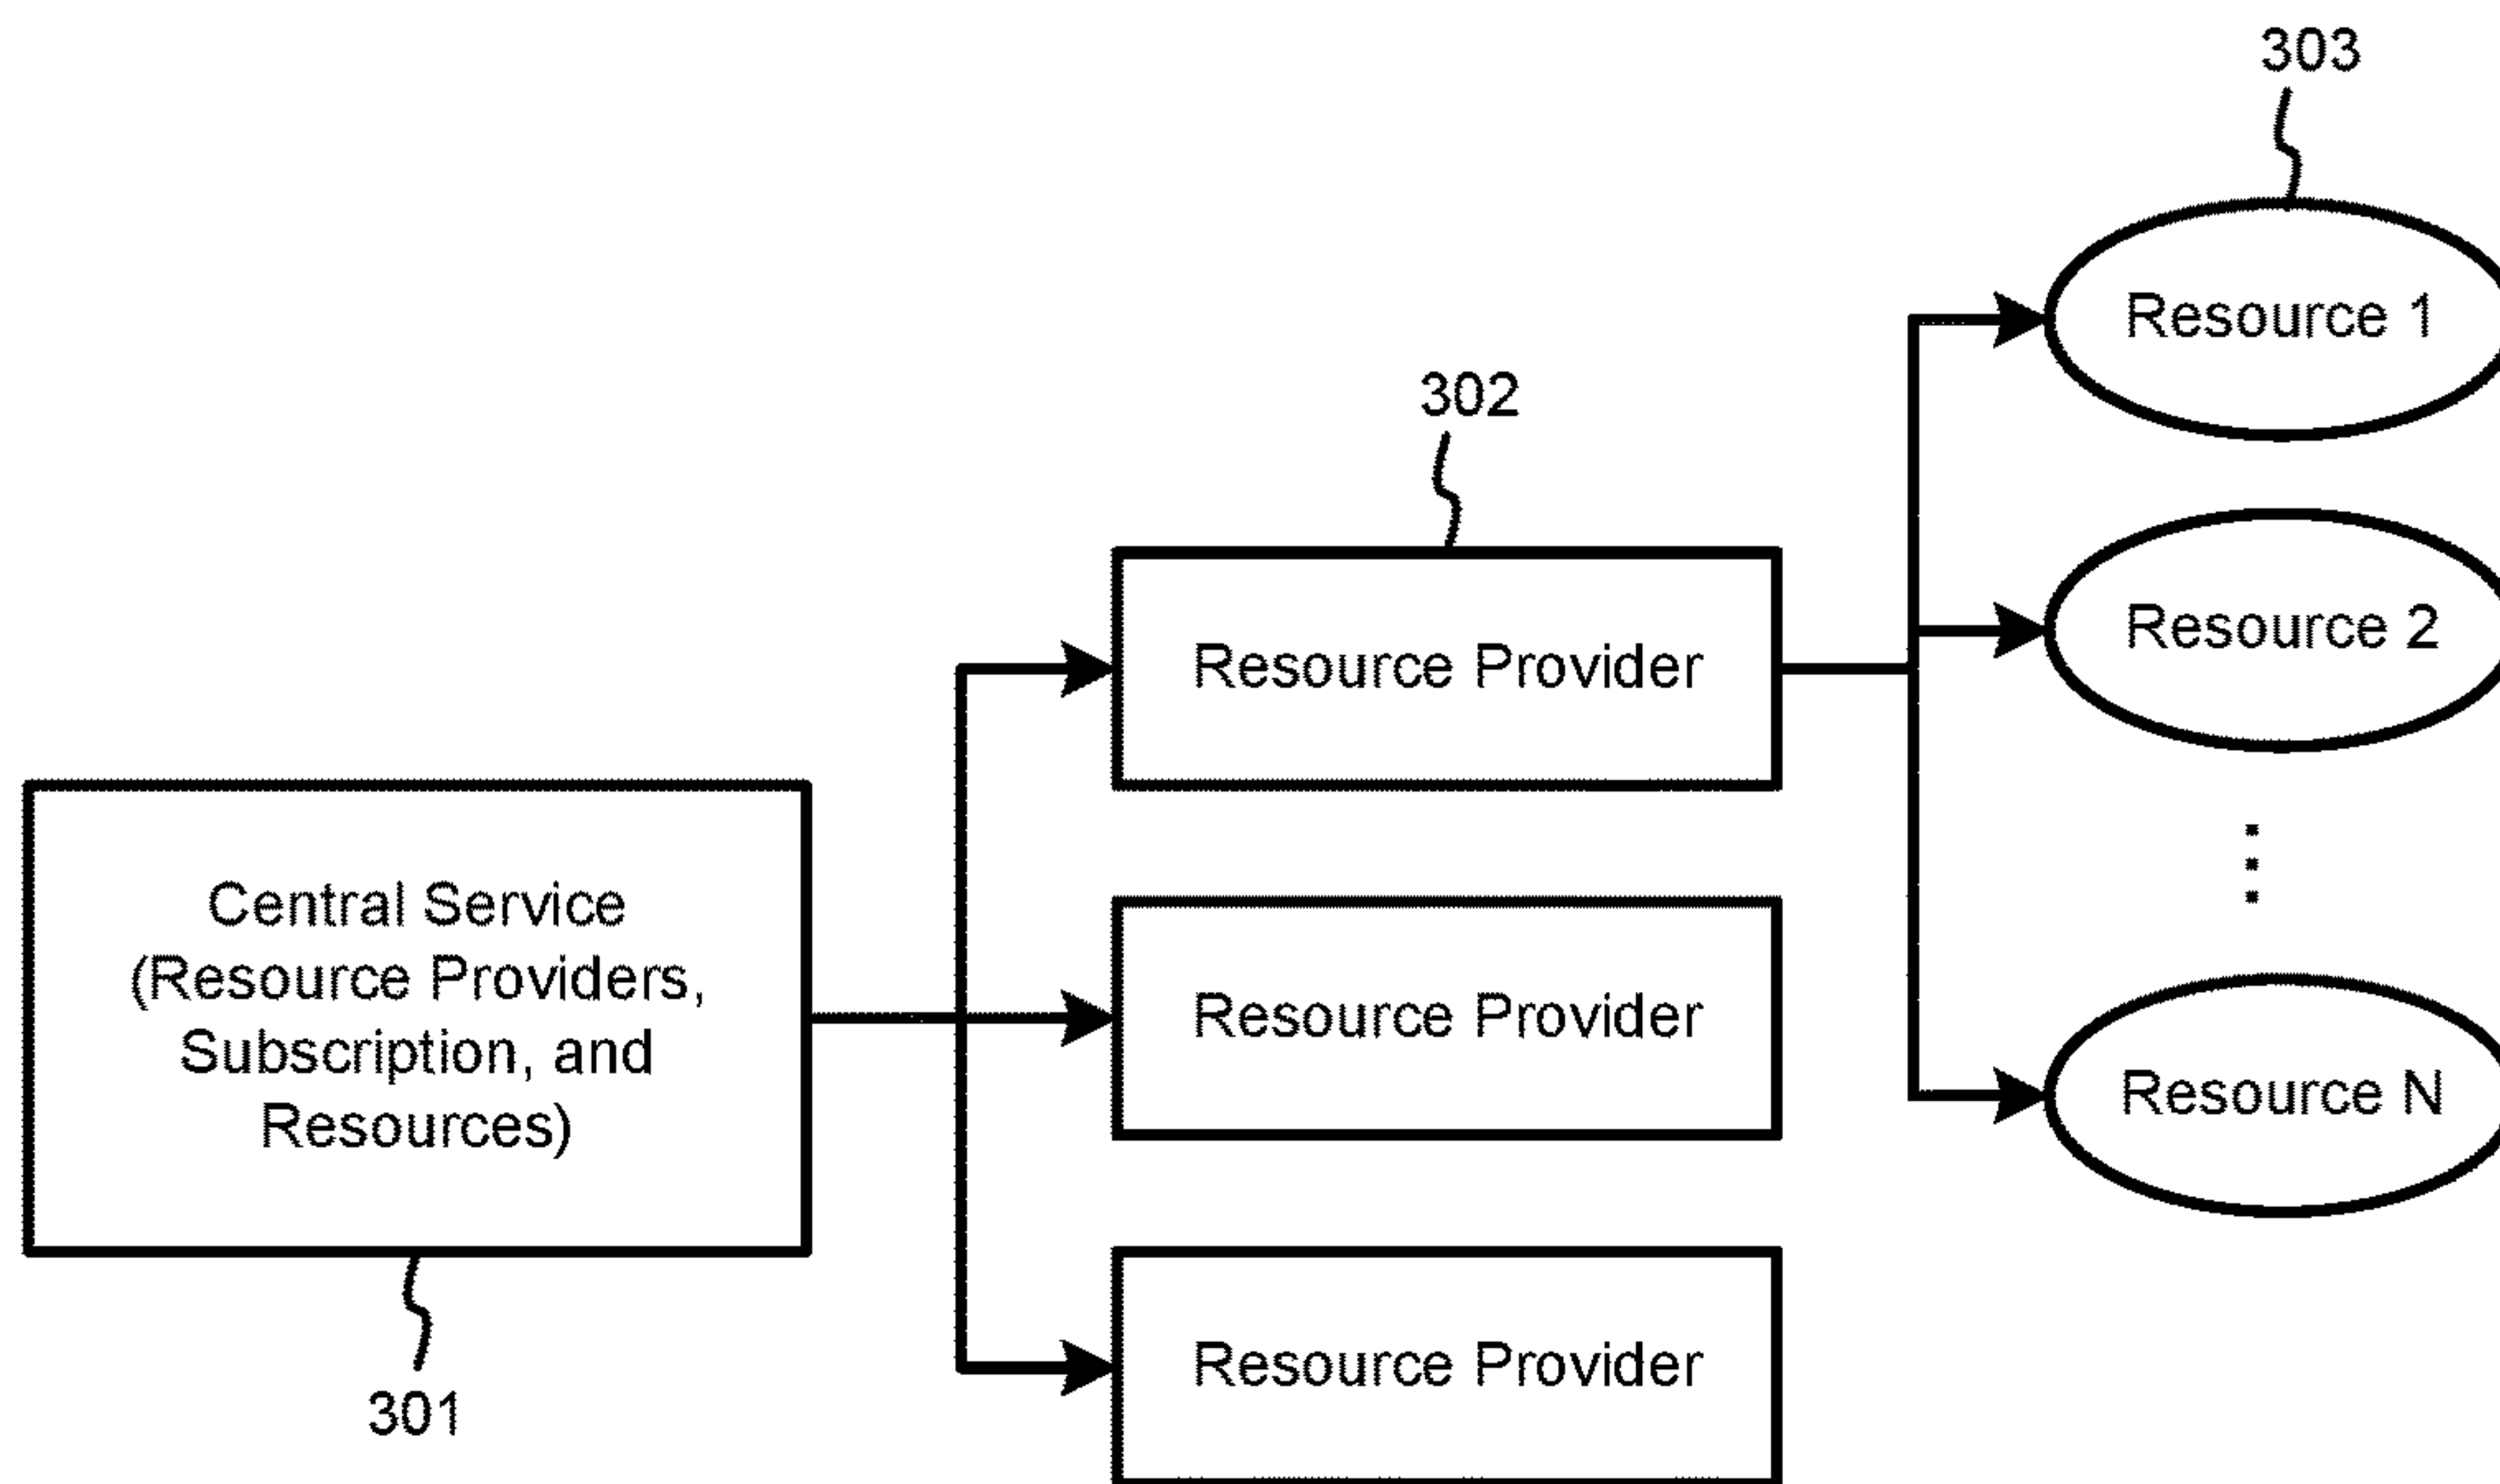 303
Resource 1
302
Resource 2
Resource Provider
Central Service
(Resource Providers,
Subscription, and
Resources)
Resource Provider
Resource N
Resource Provider
301